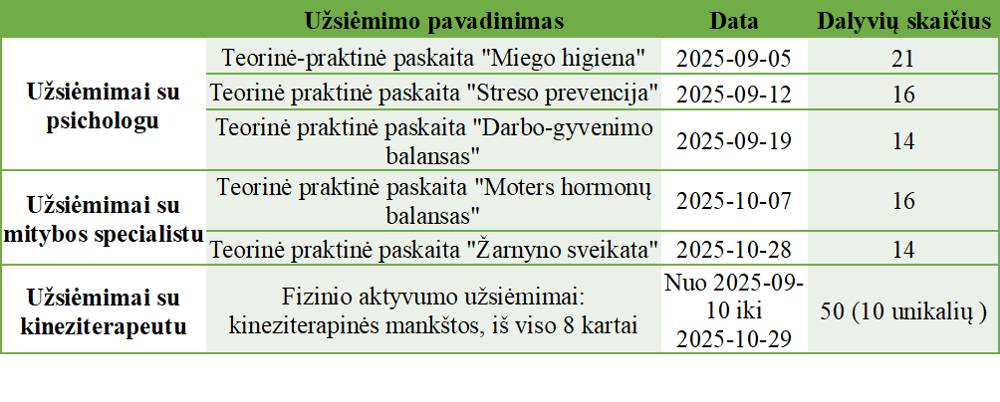 Užsiėmimo pavadinimas Data Dalyvių skaičius
Užsiėmimai su
psichologu
Teorinė-praktinė paskaita "Miego higiena" 2025-09-05 21
Teorinė praktinė paskaita "Streso prevencija" 2025-09-12 16
Teorinė praktinė paskaita "Darbo-gyvenimo
balansas"
2025-09-19 14
Užsiėmimai su
mitybos specialistu
Teorinė praktinė paskaita "Moters hormonų
balansas"
2025-10-07 16
Teorinė praktinė paskaita "Žarnyno sveikata" 2025-10-28 14
Užsiėmimai su
kineziterapeutu
Fizinio aktyvumo užsiėmimai:
kineziterapinės mankštos, iš viso 8 kartai
Nuo 2025-09-
10 iki
2025-10-29
50 (10 unikalių )